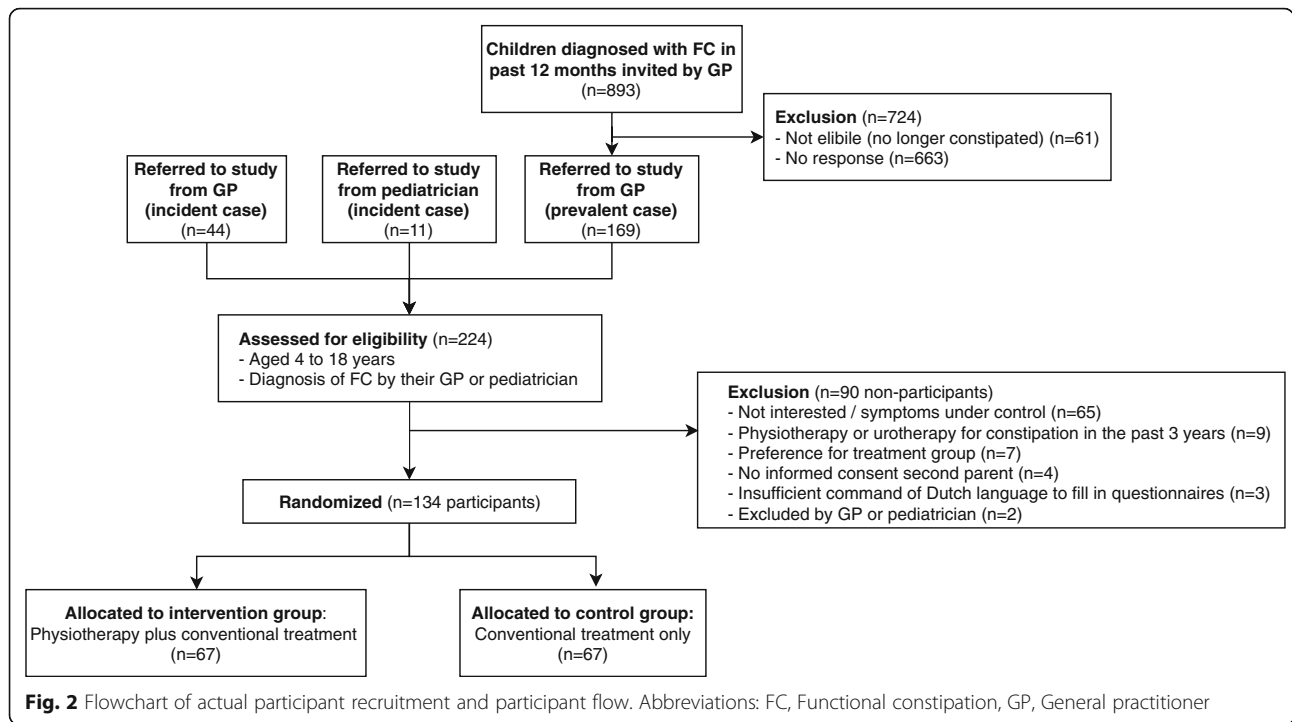 Children diagnosed with FC in
past 12 months invited by GP
(n=893)
Exclusion (n=724)
- Not elibile (no longer constipated) (n=61)
- No response (n=663)
Referred to study
from GP
(incident case)
(n=44)
Referred to study
from pediatrician
(incident case)
(n=11)
Referred to study
from GP
(prevalent case)
(n=169)
Assessed for eligibility (n=224)
- Aged 4 to 18 years
- Diagnosis of FC by their GP or pediatrician
Exclusion (n=90 non-participants)
- Not interested / symptoms under control (n=65)
- Physiotherapy or urotherapy for constipation in the past 3 years (n=9)
- Preference for treatment group (n=7)
- No informed consent second parent (n=4)
- Insufficient command of Dutch language to fill in questionnaires (n=3)
- Excluded by GP or pediatrician (n=2)
Randomized (n=134 participants)
Allocated to intervention group:
Physiotherapy plus conventional treatment
(n=67)
Allocated to control group:
Conventional treatment only
(n=67)
Fig. 2 Flowchart of actual participant recruitment and participant flow. Abbreviations: FC, Functional constipation, GP, General practitioner